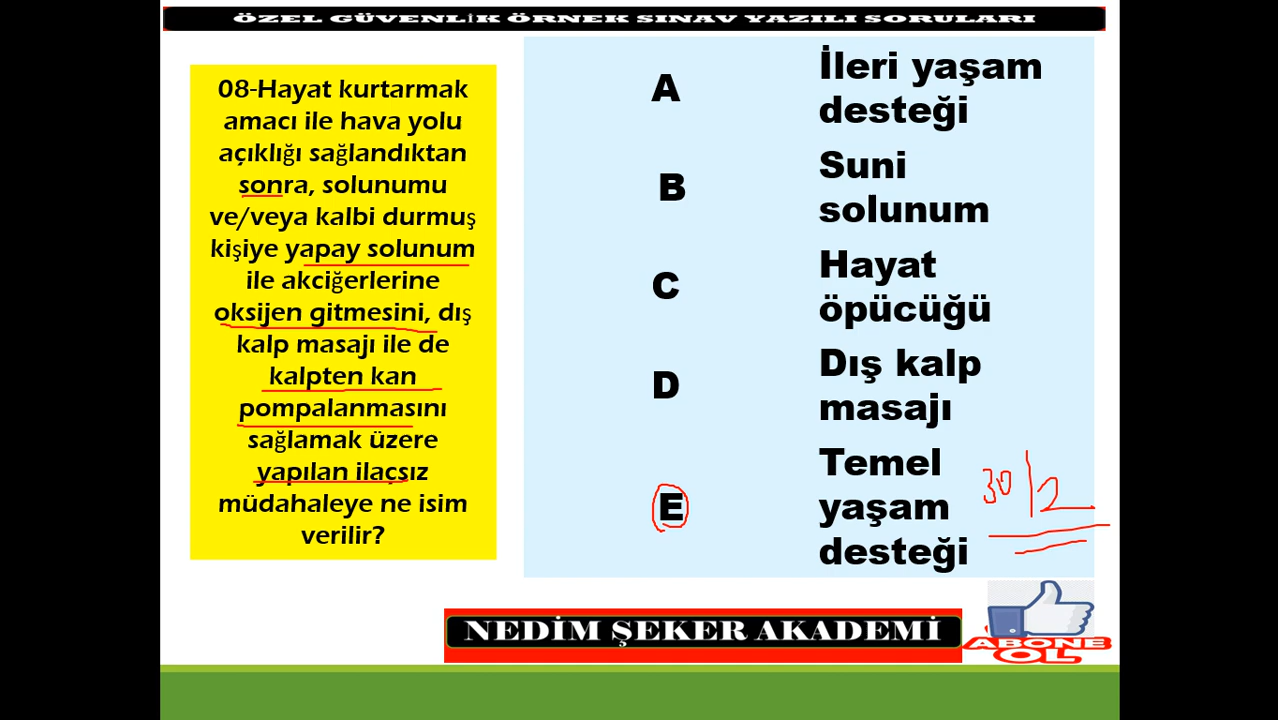 ÖZEL GÜVENLİK ÖRNEK SINAV YAZILI SORULARI
08-Hayat kurtarmak
amacı ile hava yolu
açıklığı sağlandıktan
sonra, solunumu
ve/veya kalbi durmuş
kişiye yapay solunum
ile akciğerlerine
oksijen gitmesini, dış
kalp masajı ile de
kalpten kan
pompalanmasını
sağlamak üzere
yapılan ilaçsız
müdahaleye ne isim
verilir?
A
İleri yaşam
desteği
B
Suni
solunum
C
Hayat
öpücüğü
D
Dış kalp
masajı
E
Temel
yaşam
desteği
30/2
NEDİM ŞEKER AKADEMİ
ABONE
OL